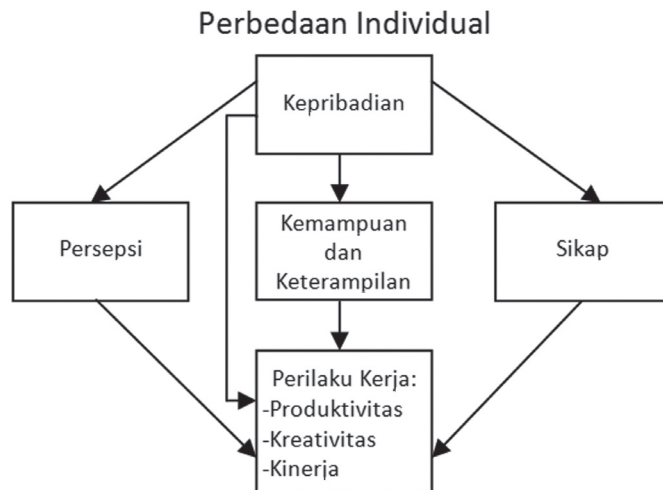 Perbedaan Individual
Kepribadian
Persepsi
Kemampuan
dan
Keterampilan
Sikap
Perilaku Kerja:
-Produktivitas
-Kreativitas
-Kinerja